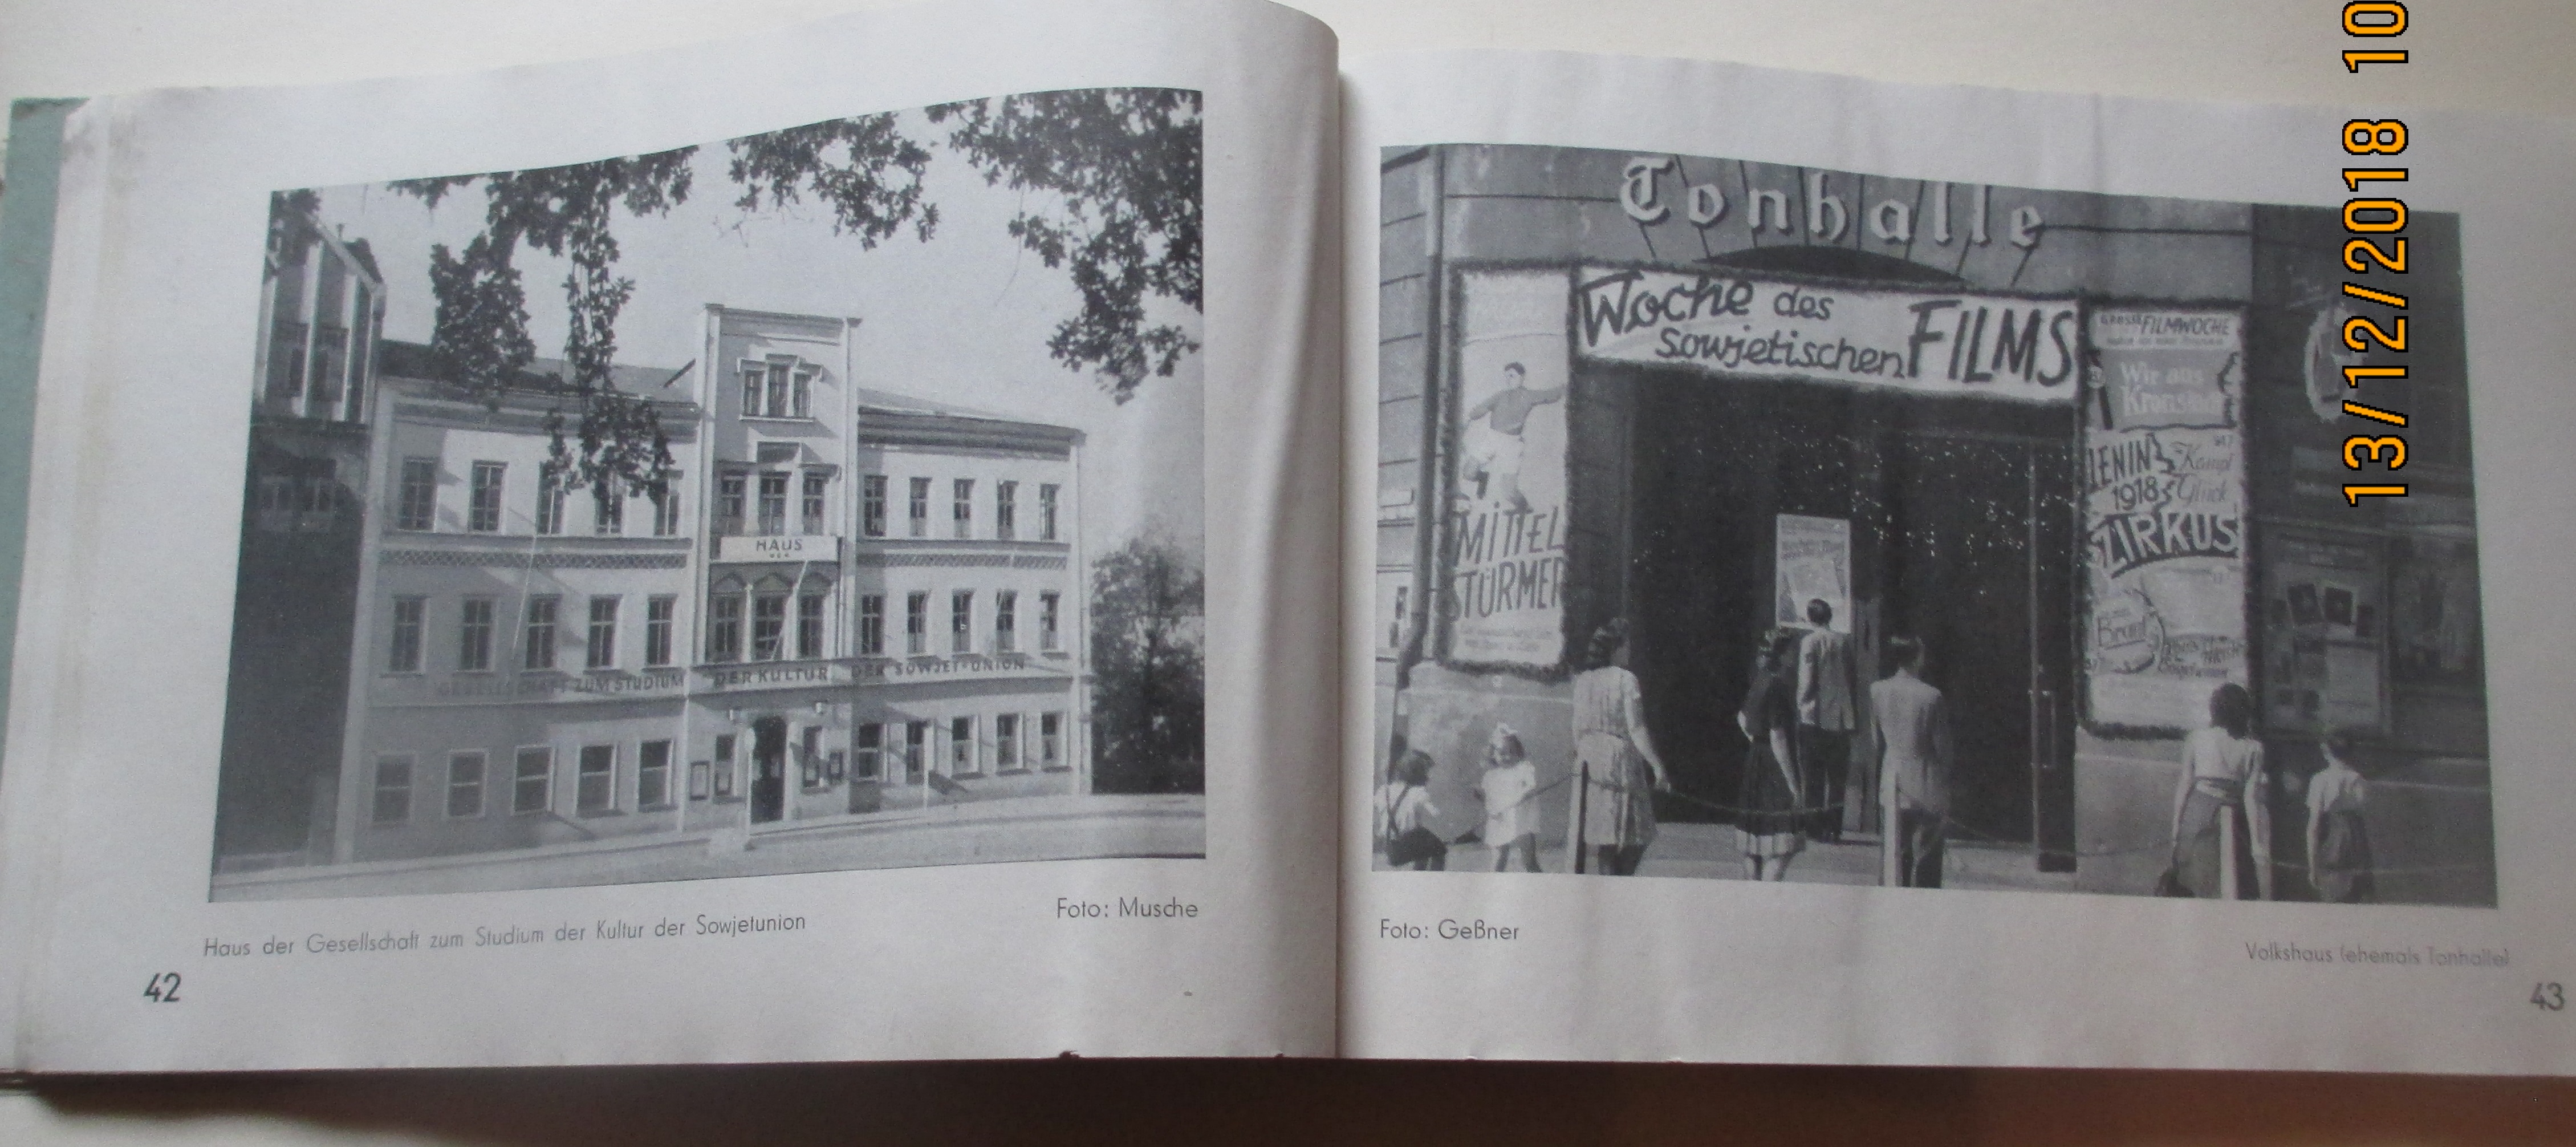 HAUS
DER
GESELLSCHAFT ZUM STUDIUM DER KULTUR DER SOWJET-UNION
Haus der Gesellschaft zum Studium der Kultur der Sowjetunion
Foto: Musche
42
Tonhalle
Woche des
Sowjetischen FILMS
MITTEL
STÜRMER
GROSSE FILMWOCHE
Wir aus
Kronstadt
LENIN
1918
Kampf
Glück
ZIRKUS
Braut
Foto: Geßner
Volkshaus (ehemals Tonhalle)
43
13/12/2018 10